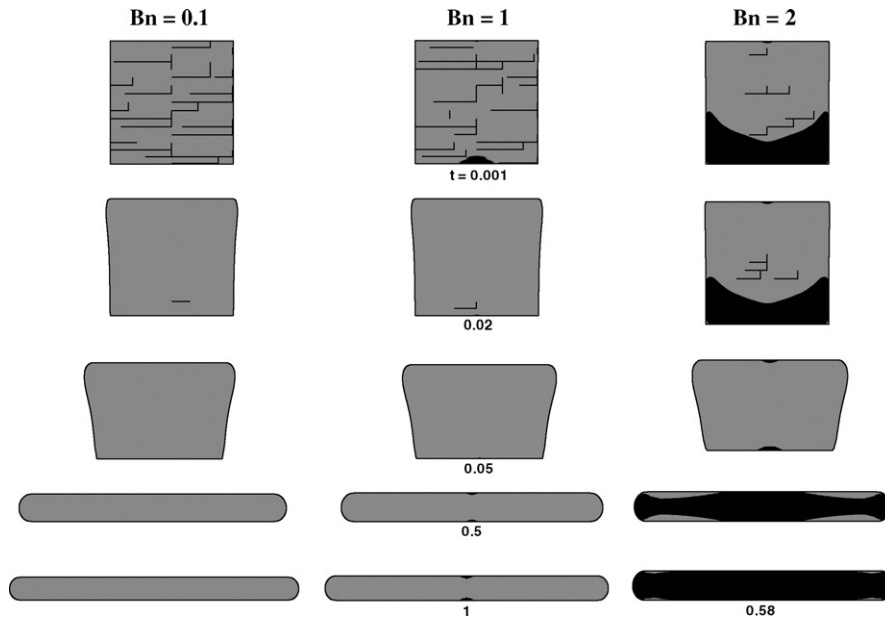 Bn = 0.1
Bn = 1
Bn = 2
t = 0.001
0.02
0.05
0.5
1
0.58